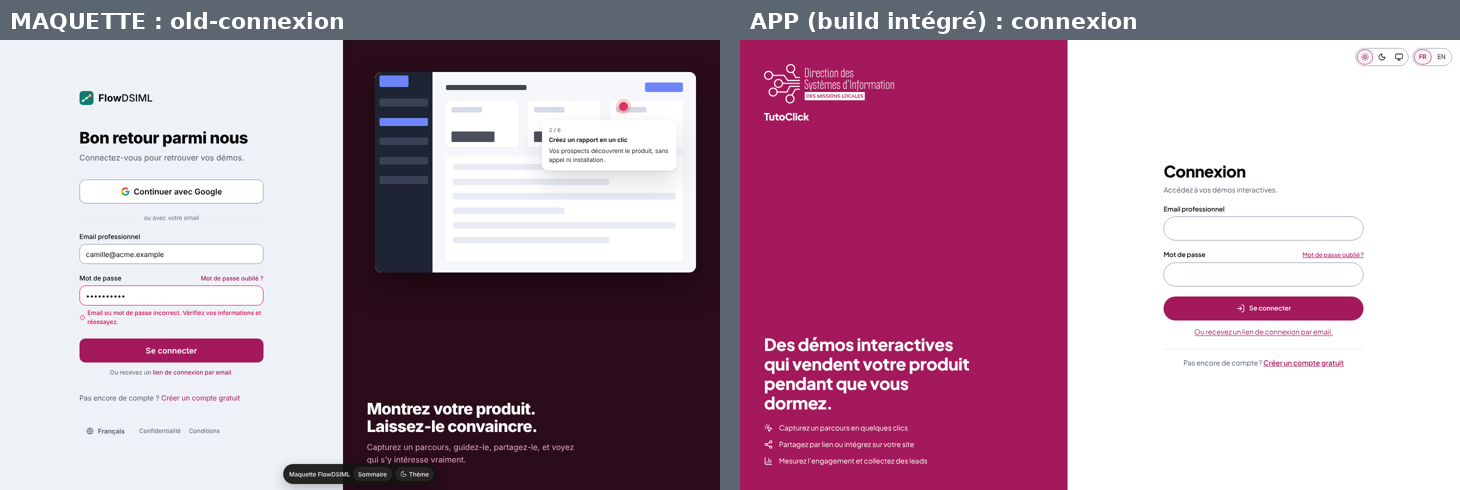 MAQUETTE : old-connexion
FlowDSIML
Bon retour parmi nous
Connectez-vous pour retrouver vos démos.
Continuer avec Google
ou avec votre email
Email professionnel
camille@acme.example
Mot de passe
Mot de passe oublié ?
••••••••••
Email ou mot de passe incorrect. Vérifiez vos informations et
réessayez.
Se connecter
Ou recevez un lien de connexion par email.
Pas encore de compte ? Créer un compte gratuit
Français
Confidentialité
Conditions
2 / 6
Créez un rapport en un clic
Vos prospects découvrent le produit, sans
appel ni installation.
Montrez votre produit.
Laissez-le convaincre.
Capturez un parcours, guidez-le, partagez-le, et voyez
qui s'y intéresse vraiment.
Maquette FlowDSIML
Sommaire
Thème
APP (build intégré) : connexion
Direction des
Systèmes d'Information
DES MISSIONS LOCALES
TutoClick
Des démos interactives
qui vendent votre produit
pendant que vous
dormez.
Capturez un parcours en quelques clics
Partagez par lien ou intégrez sur votre site
Mesurez l'engagement et collectez des leads
FR
EN
Connexion
Accédez à vos démos interactives.
Email professionnel
Mot de passe
Mot de passe oublié ?
Se connecter
Ou recevez un lien de connexion par email.
Pas encore de compte ? Créer un compte gratuit